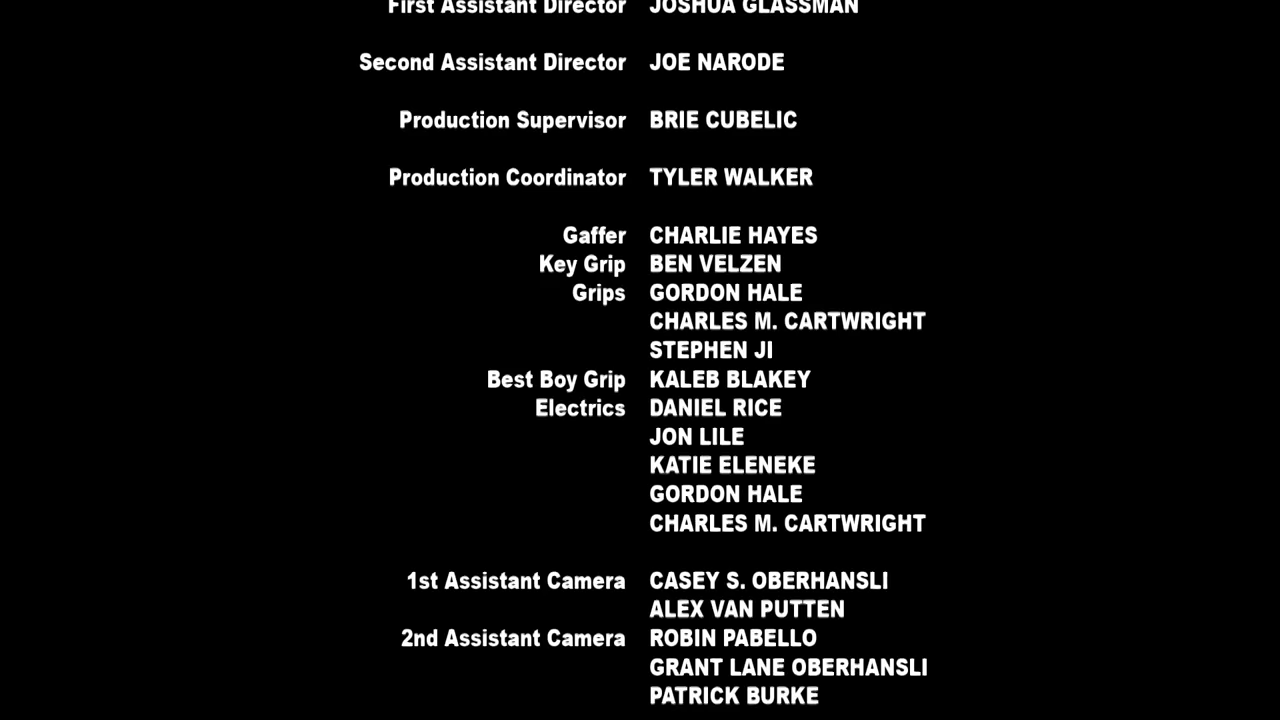 First Assistant Director JOSHUA GLASSMAN
Second Assistant Director JOE NARODE
Production Supervisor BRIE CUBELIC
Production Coordinator TYLER WALKER
Gaffer CHARLIE HAYES
Key Grip BEN VELZEN
Grips GORDON HALE
CHARLES M. CARTWRIGHT
STEPHEN JI
Best Boy Grip KALEB BLAKEY
Electrics DANIEL RICE
JON LILE
KATIE ELENEKE
GORDON HALE
CHARLES M. CARTWRIGHT
1st Assistant Camera CASEY S. OBERHANSLI
ALEX VAN PUTTEN
2nd Assistant Camera ROBIN PABELLO
GRANT LANE OBERHANSLI
PATRICK BURKE